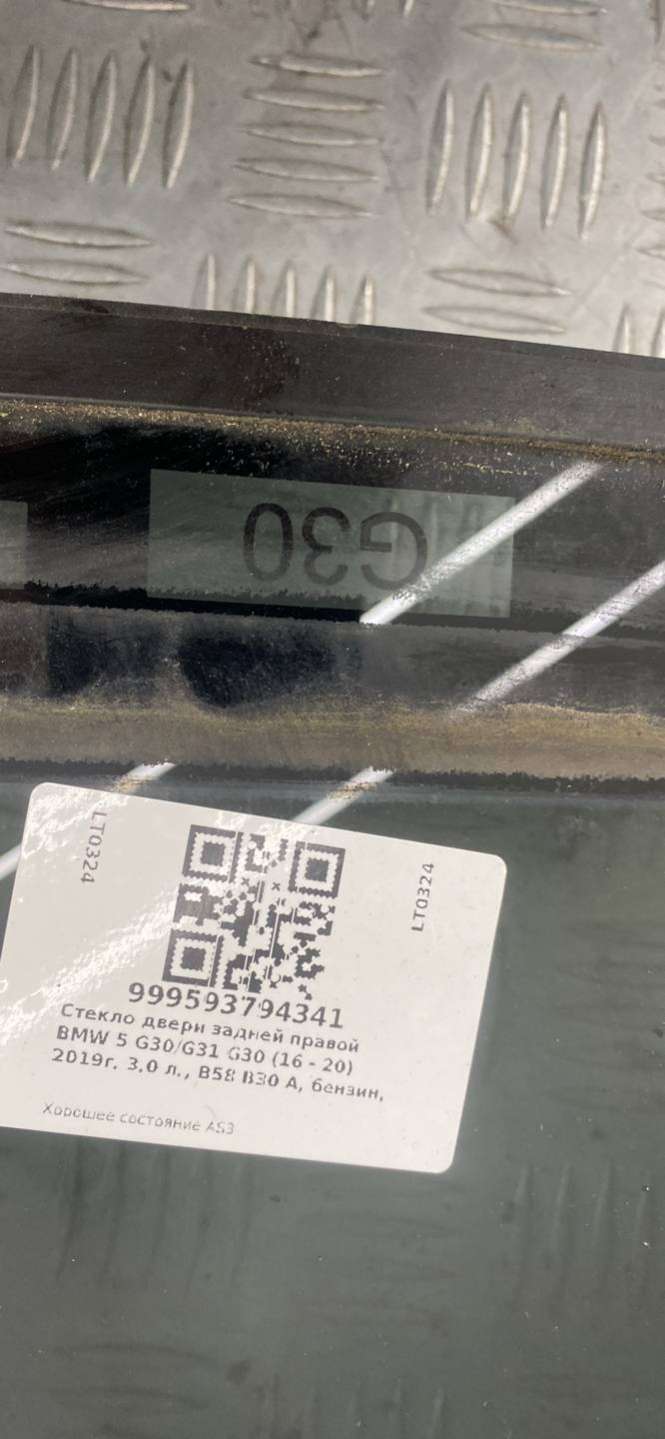 G30
LT0324
LT0324
999593794341
Стекло двери задней правой
BMW 5 G30/G31 G30 (16 - 20)
2019г. 3.0 л., B58 B30 A, бензин,
Хорошее состояние AS3